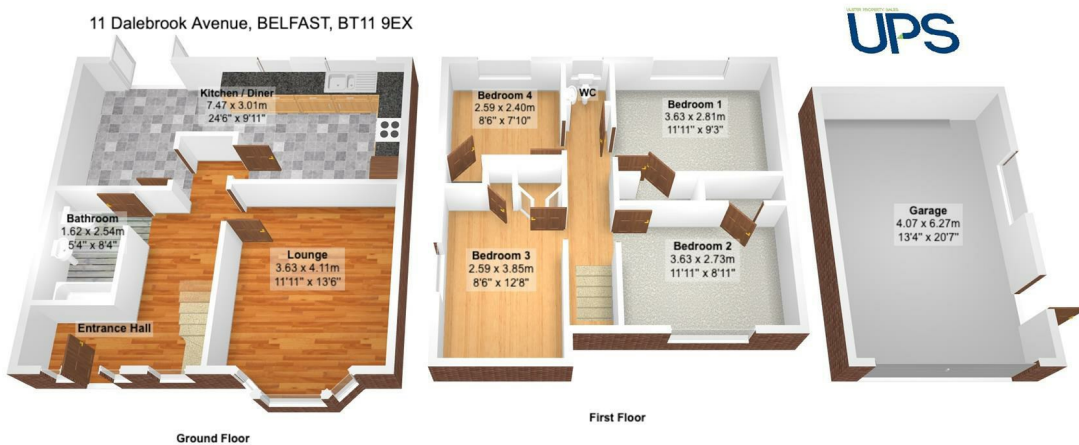 11 Dalebrook Avenue, BELFAST, BT11 9EX
ULSTER PROPERTY SALES
UPS
Kitchen / Diner
7.47 x 3.01m
24'6" x 9'11"
Bathroom
1.62 x 2.54m
5'4" x 8'4"
Lounge
3.63 x 4.11m
11'11" x 13'6"
Entrance Hall
Ground Floor
Bedroom 4
2.59 x 2.40m
8'6" x 7'10"
WC
Bedroom 1
3.63 x 2.81m
11'11" x 9'3"
Bedroom 3
2.59 x 3.85m
8'6" x 12'8"
Bedroom 2
3.63 x 2.73m
11'11" x 8'11"
First Floor
Garage
4.07 x 6.27m
13'4" x 20'7"